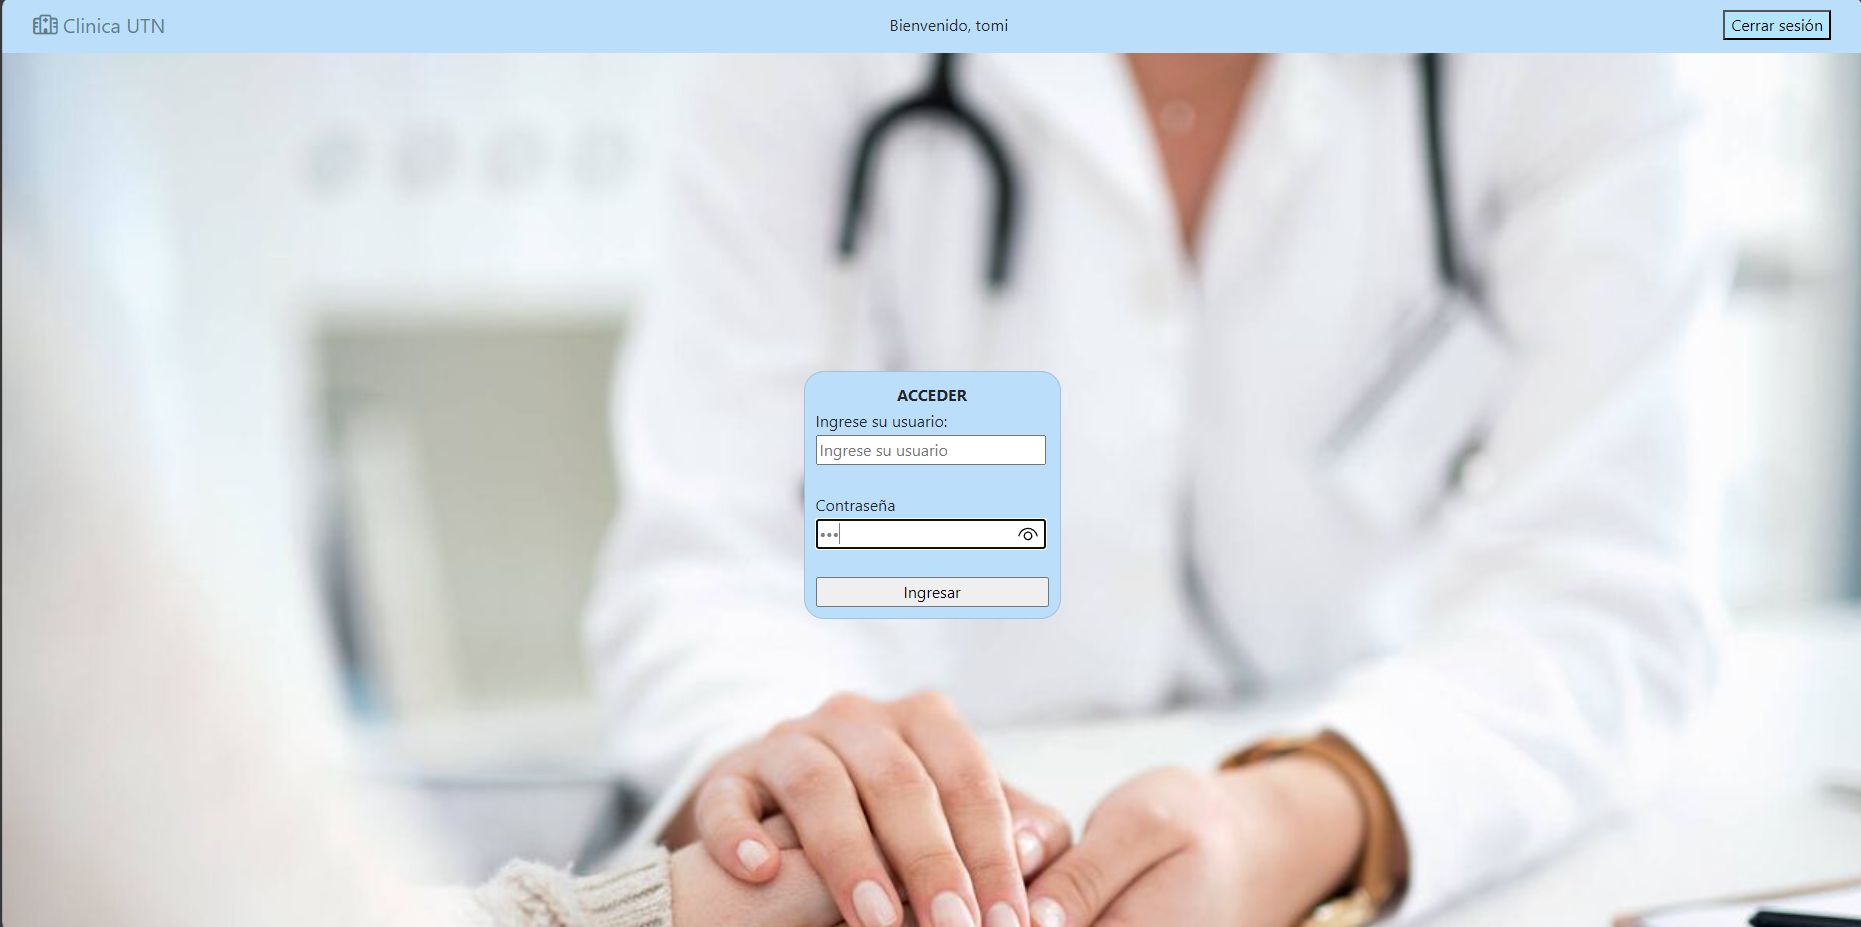 Clinica UTN
Bienvenido, tomi
Cerrar sesión
ACCEDER
Ingrese su usuario:
Ingrese su usuario
Contraseña
Ingresar